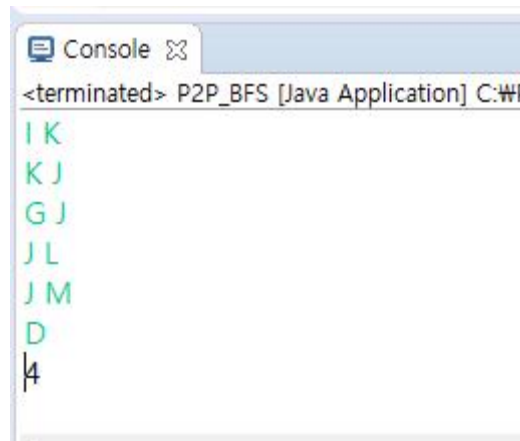 Console
<terminated> P2P_BFS [Java Application] C:₩
I K
K J
G J
J L
J M
D
4